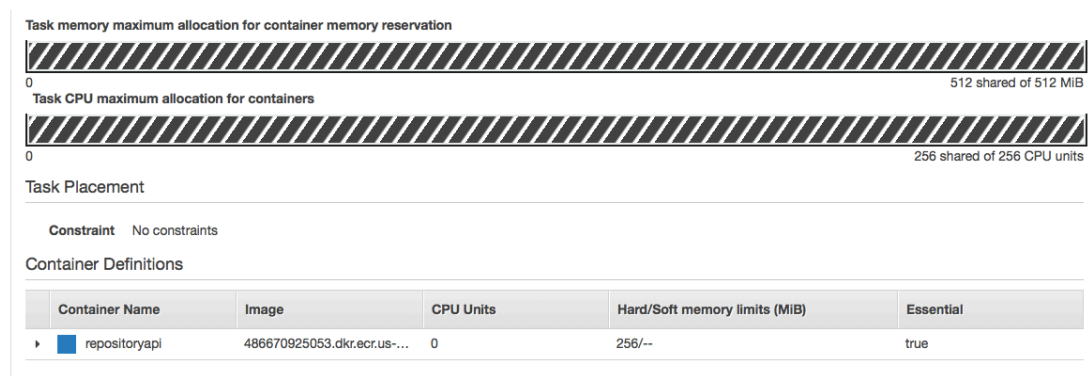 Task memory maximum allocation for container memory reservation
0 512 shared of 512 MiB
Task CPU maximum allocation for containers
0 256 shared of 256 CPU units
Task Placement
Constraint No constraints
Container Definitions
Container Name Image CPU Units Hard/Soft memory limits (MiB) Essential
repositoryapi 486670925053.dkr.ecr.us-... 0 256/-- true